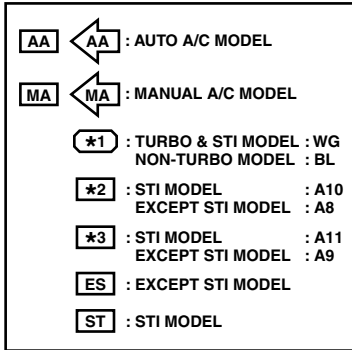 AA AA : AUTO A/C MODEL
MA MA : MANUAL A/C MODEL
*1 : TURBO & STI MODEL : WG
NON-TURBO MODEL : BL
*2 : STI MODEL : A10
EXCEPT STI MODEL : A8
*3 : STI MODEL : A11
EXCEPT STI MODEL : A9
ES : EXCEPT STI MODEL
ST : STI MODEL